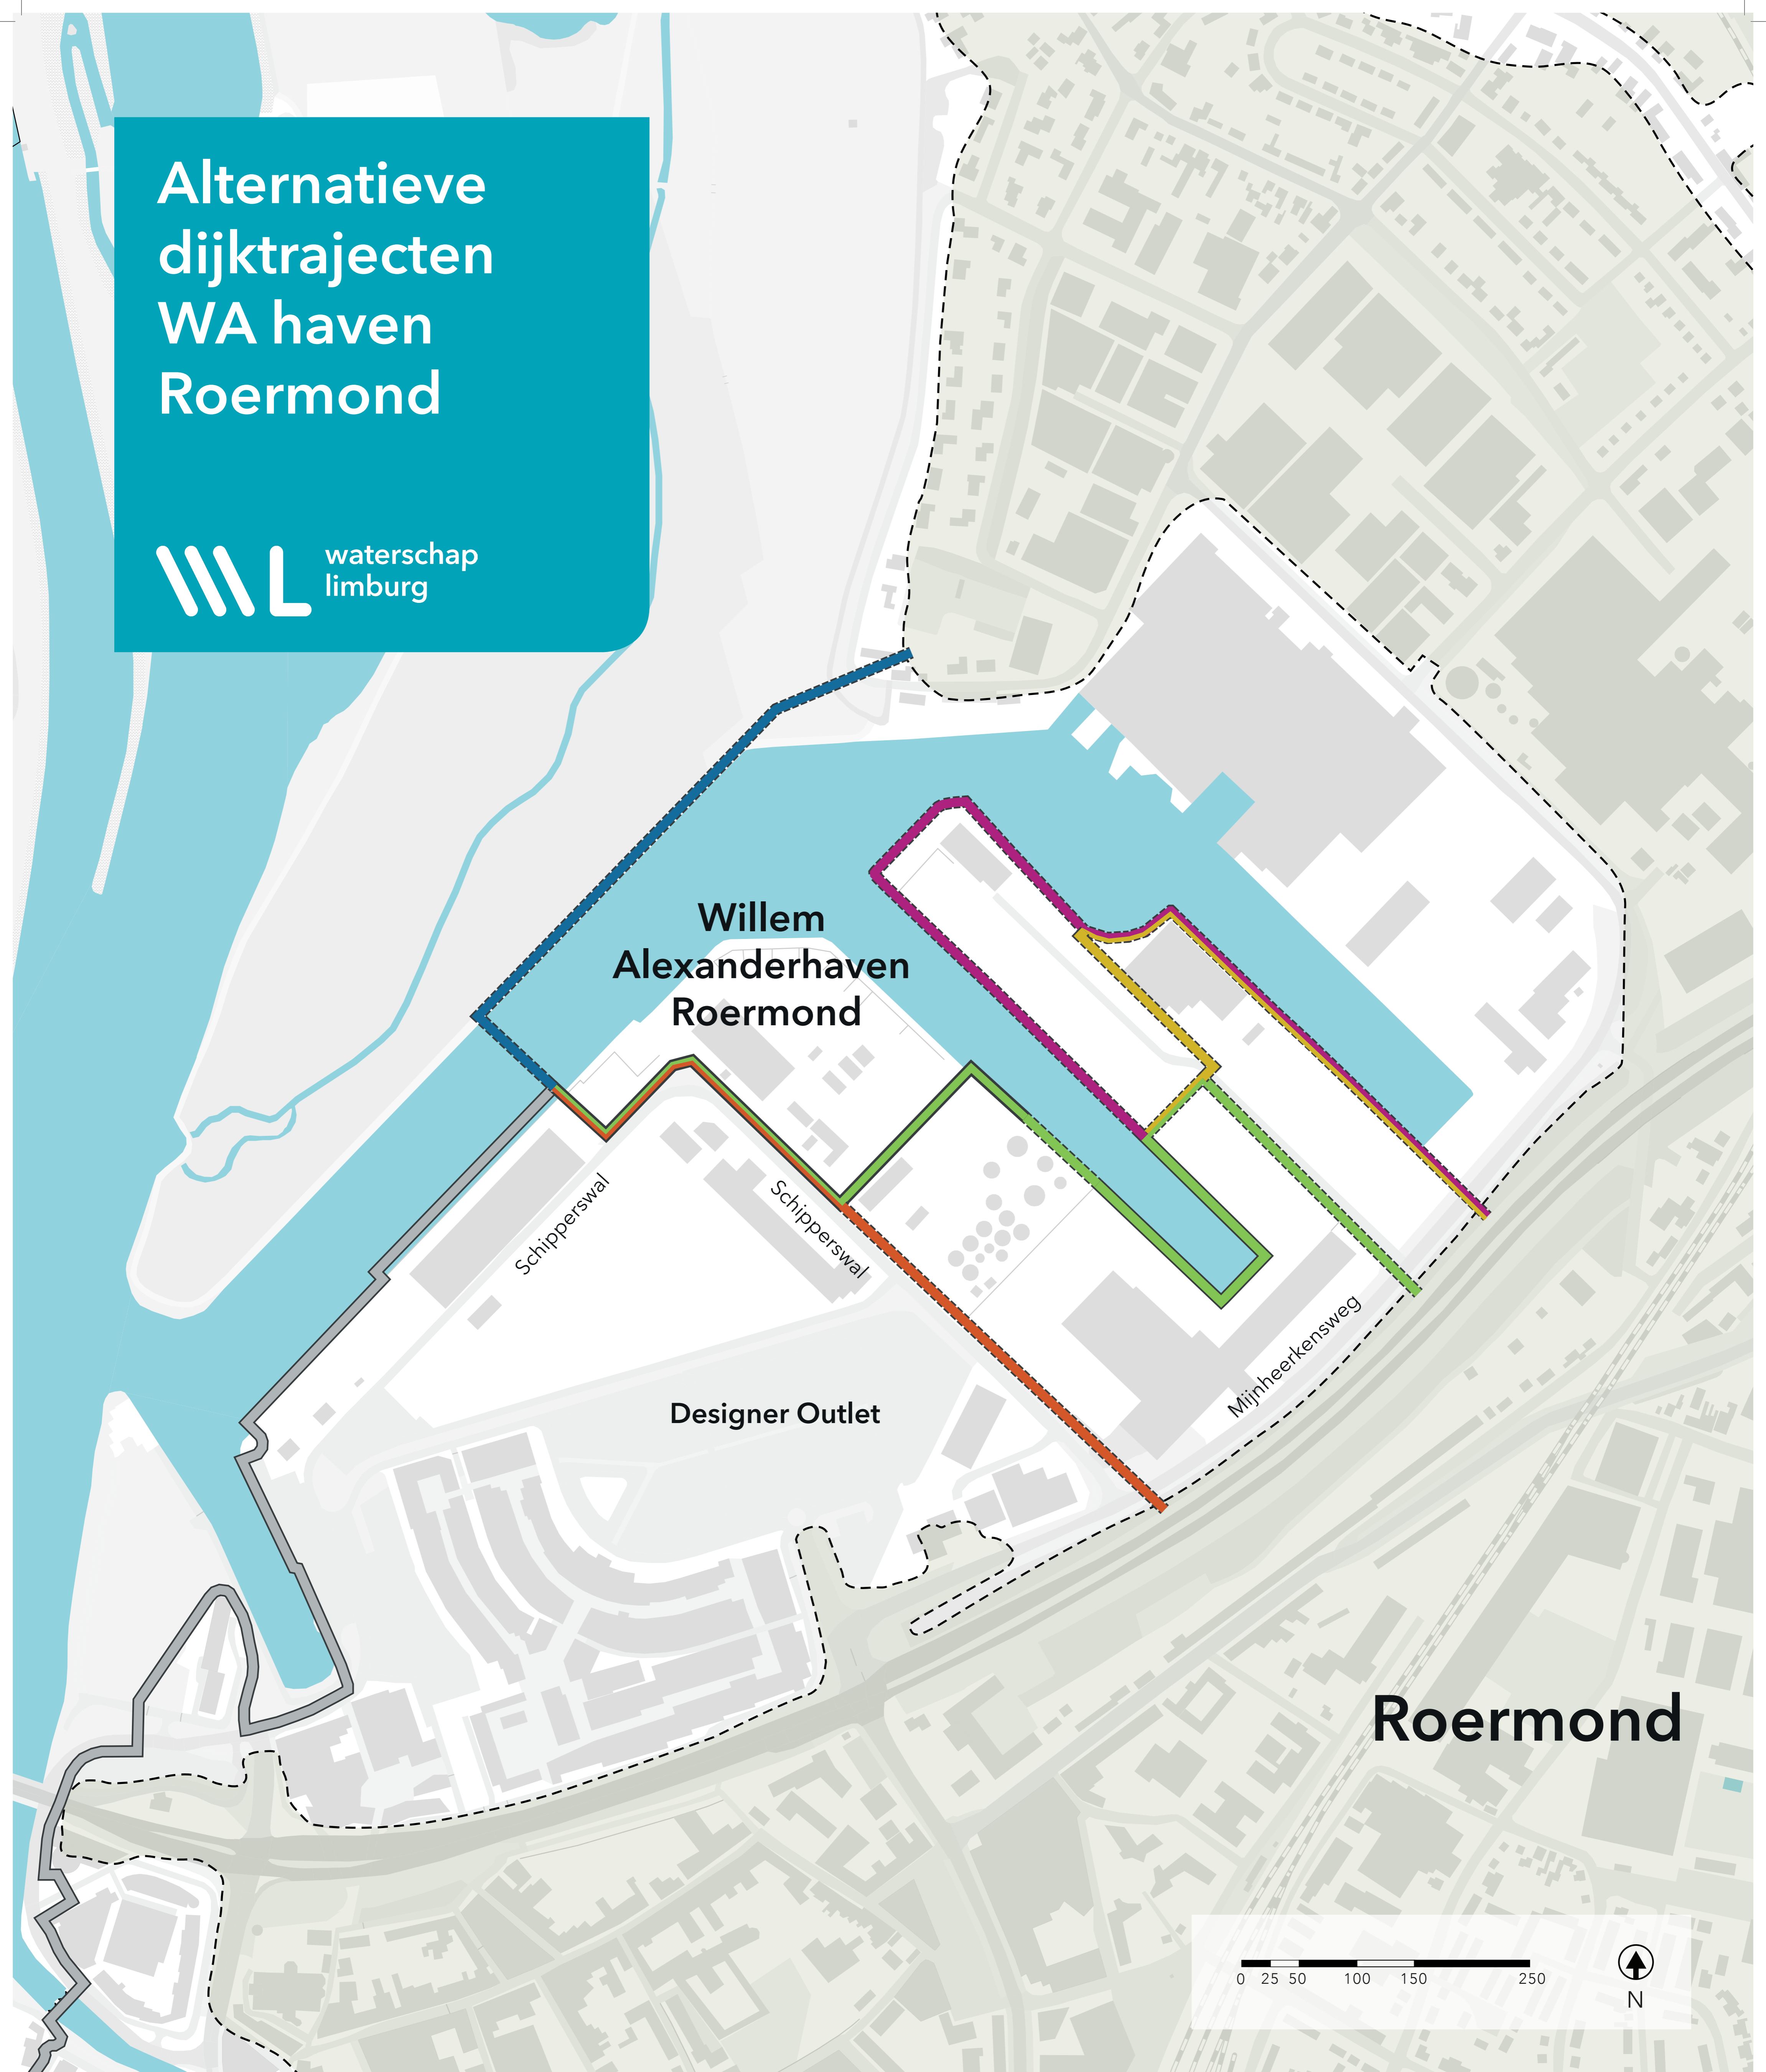 Alternatieve
dijktrajecten
WA haven
Roermond
waterschap
limburg
Willem
Alexanderhaven
Roermond
Schipperswal
Schipperswal
Designer Outlet
Mijnheerkensweg
Roermond
0 25 50 100 150 250
N